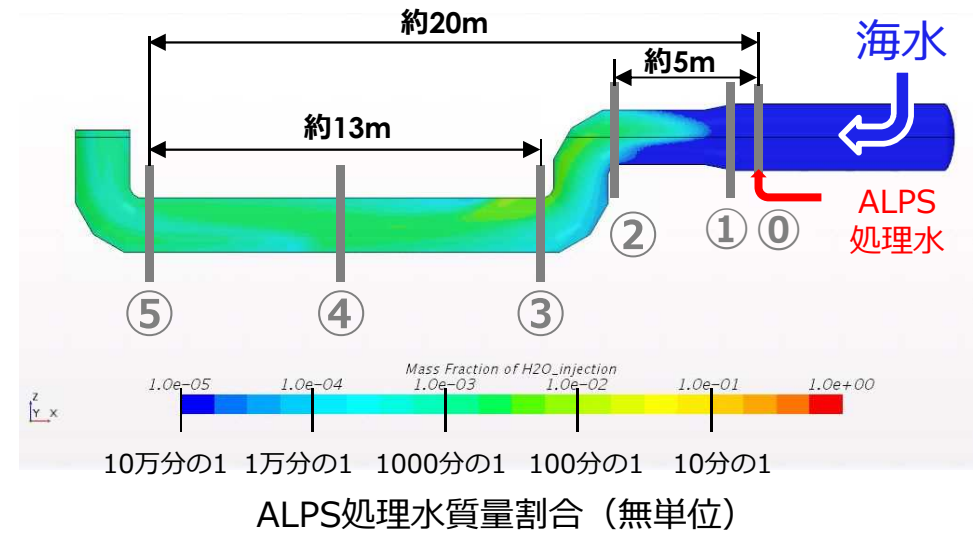 約20m
海水
約5m
約13m
ALPS
処理水
② ① ⓪
⑤ ④ ③
Mass Fraction of H2O_injection
1.0e-05 1.0e-04 1.0e-03 1.0e-02 1.0e-01 1.0e+00
Z
Y X
10万分の1 1万分の1 1000分の1 100分の1 10分の1
ALPS処理水質量割合（無単位）